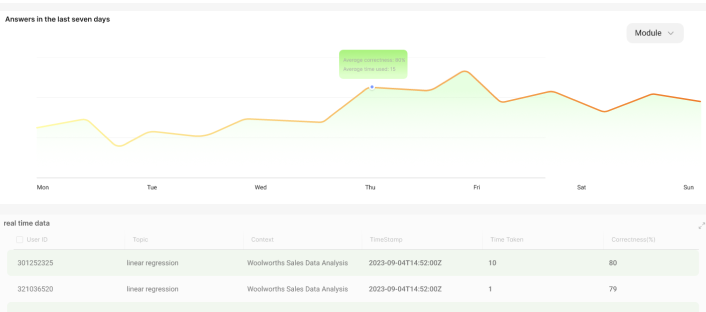 Answers in the last seven days
Module
Average correctness: 80%
Average time used: 15
Mon Tue Wed Thu Fri Sat Sun
real time data
User ID Topic Context TimeStamp Time Taken Correctness(%)
301252325 linear regression Woolworths Sales Data Analysis 2023-09-04T14:52:00Z 10 80
321036520 linear regression Woolworths Sales Data Analysis 2023-09-04T14:52:00Z 1 79